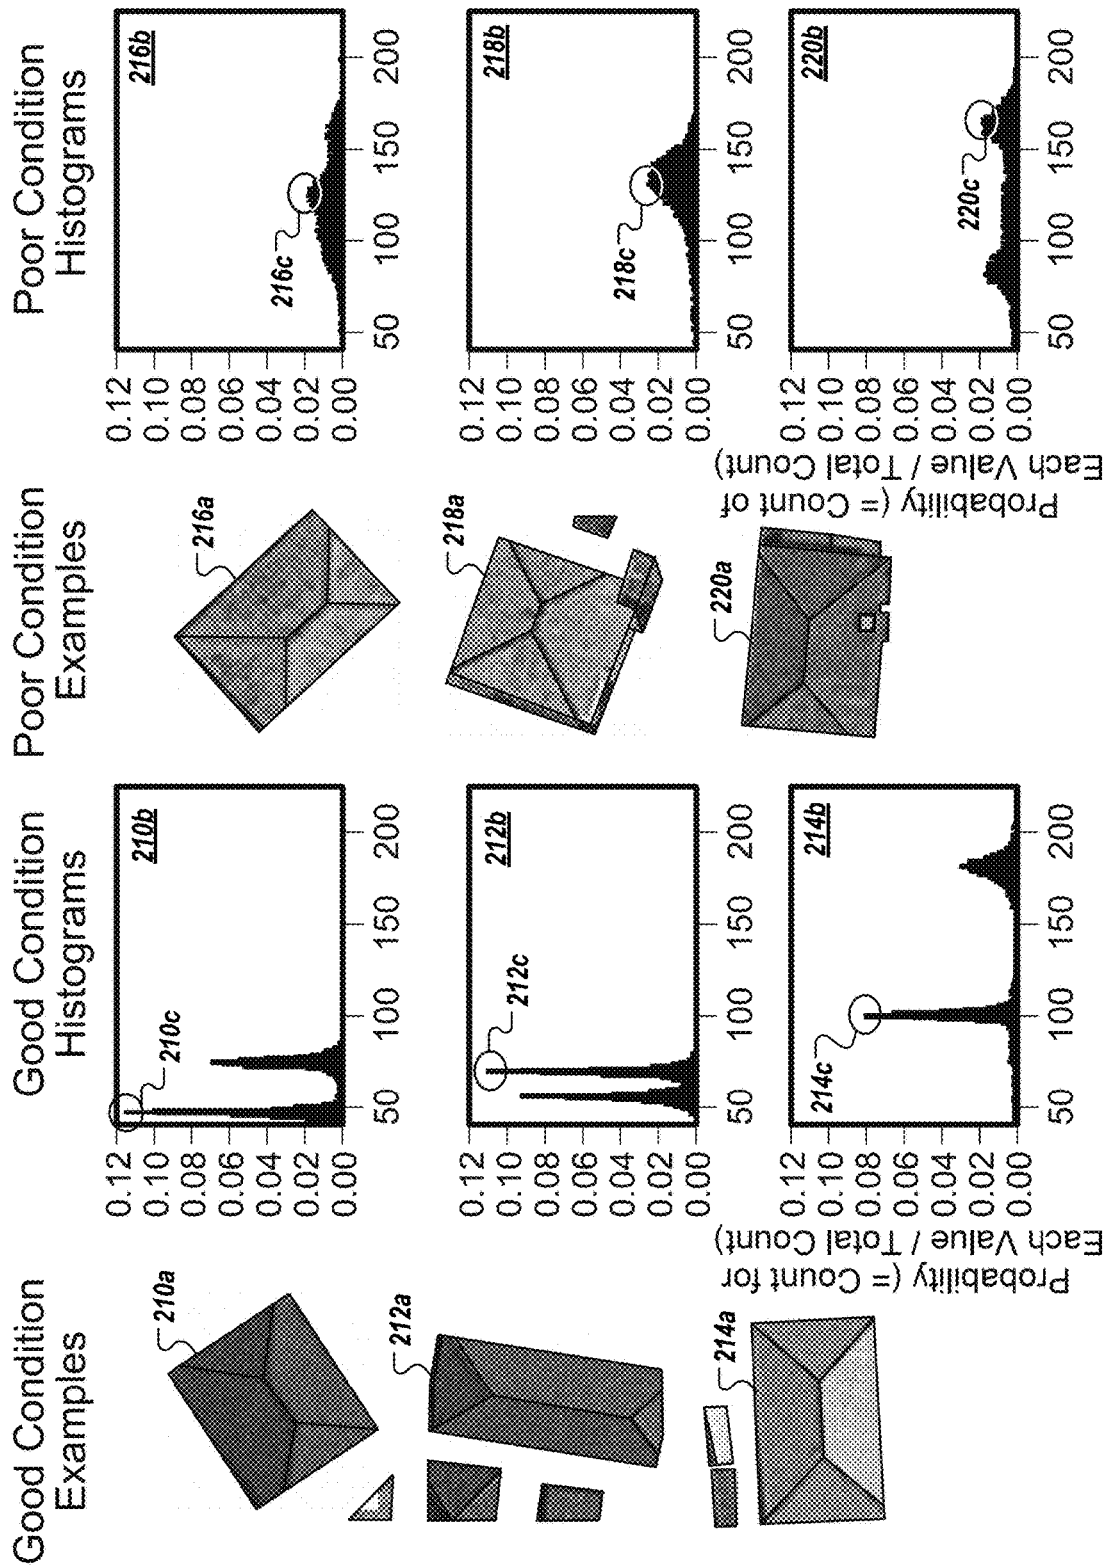 Good Condition
Examples
Good Condition
Histograms
Poor Condition
Examples
Poor Condition
Histograms
210a
0.12
0.10
0.08
0.06
0.04
0.02
0.00
210c
210b
50
100
150
200
216a
0.12
0.10
0.08
0.06
0.04
0.02
0.00
216c
216b
50
100
150
200
212a
0.12
0.10
0.08
0.06
0.04
0.02
0.00
212c
212b
50
100
150
200
218a
0.12
0.10
0.08
0.06
0.04
0.02
0.00
218c
218b
50
100
150
200
214a
Probability (= Count for
Each Value / Total Count)
0.12
0.10
0.08
0.06
0.04
0.02
0.00
214c
214b
50
100
150
200
220a
Probability (= Count of
Each Value / Total Count)
0.12
0.10
0.08
0.06
0.04
0.02
0.00
220c
220b
50
100
150
200